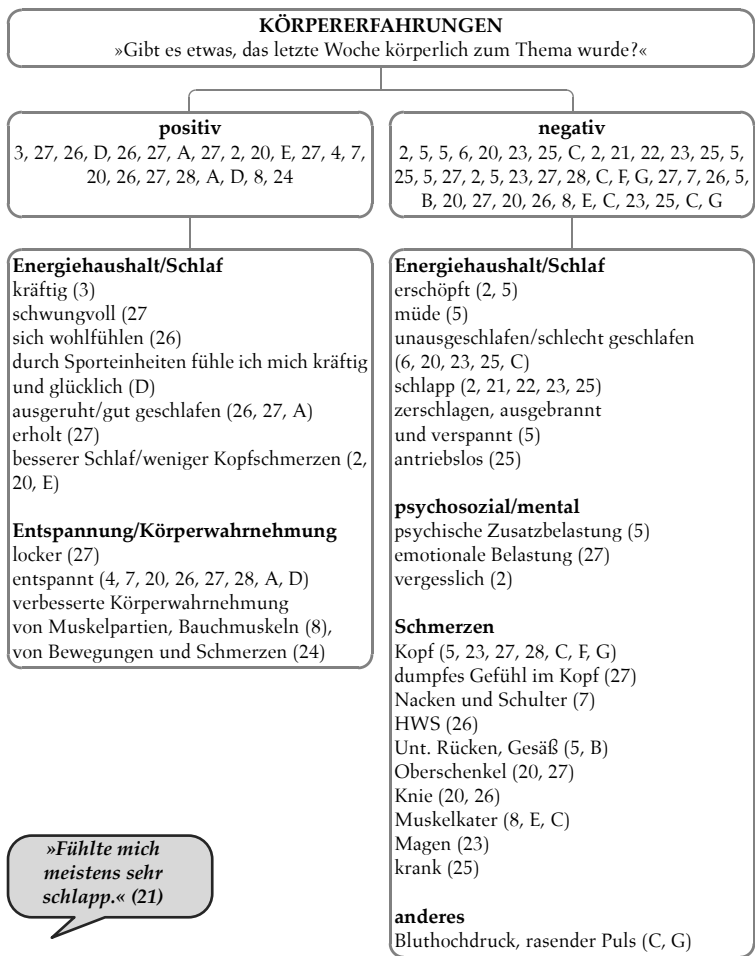 KÖRPERERFAHRUNGEN
»Gibt es etwas, das letzte Woche körperlich zum Thema wurde?«
positiv
3, 27, 26, D, 26, 27, A, 27, 2, 20, E, 27, 4, 7,
20, 26, 27, 28, A, D, 8, 24
negativ
2, 5, 5, 6, 20, 23, 25, C, 2, 21, 22, 23, 25, 5,
25, 5, 27, 2, 5, 23, 27, 28, C, F, G, 27, 7, 26, 5,
B, 20, 27, 20, 26, 8, E, C, 23, 25, C, G
Energiehaushalt/Schlaf
kräftig (3)
schwungvoll (27
sich wohlfühlen (26)
durch Sporteinheiten fühle ich mich kräftig
und glücklich (D)
ausgeruht/gut geschlafen (26, 27, A)
erholt (27)
besserer Schlaf/weniger Kopfschmerzen (2,
20, E)
Entspannung/Körperwahrnehmung
locker (27)
entspannt (4, 7, 20, 26, 27, 28, A, D)
verbesserte Körperwahrnehmung
von Muskelpartien, Bauchmuskeln (8),
von Bewegungen und Schmerzen (24)
Energiehaushalt/Schlaf
erschöpft (2, 5)
müde (5)
unausgeschlafen/schlecht geschlafen
(6, 20, 23, 25, C)
schlapp (2, 21, 22, 23, 25)
zerschlagen, ausgebrannt
und verspannt (5)
antriebslos (25)
psychosozial/mental
psychische Zusatzbelastung (5)
emotionale Belastung (27)
vergesslich (2)
Schmerzen
Kopf (5, 23, 27, 28, C, F, G)
dumpfes Gefühl im Kopf (27)
Nacken und Schulter (7)
HWS (26)
Unt. Rücken, Gesäß (5, B)
Oberschenkel (20, 27)
Knie (20, 26)
Muskelkater (8, E, C)
Magen (23)
krank (25)
anderes
Bluthochdruck, rasender Puls (C, G)
»Fühlte mich
meistens sehr
schlapp.« (21)